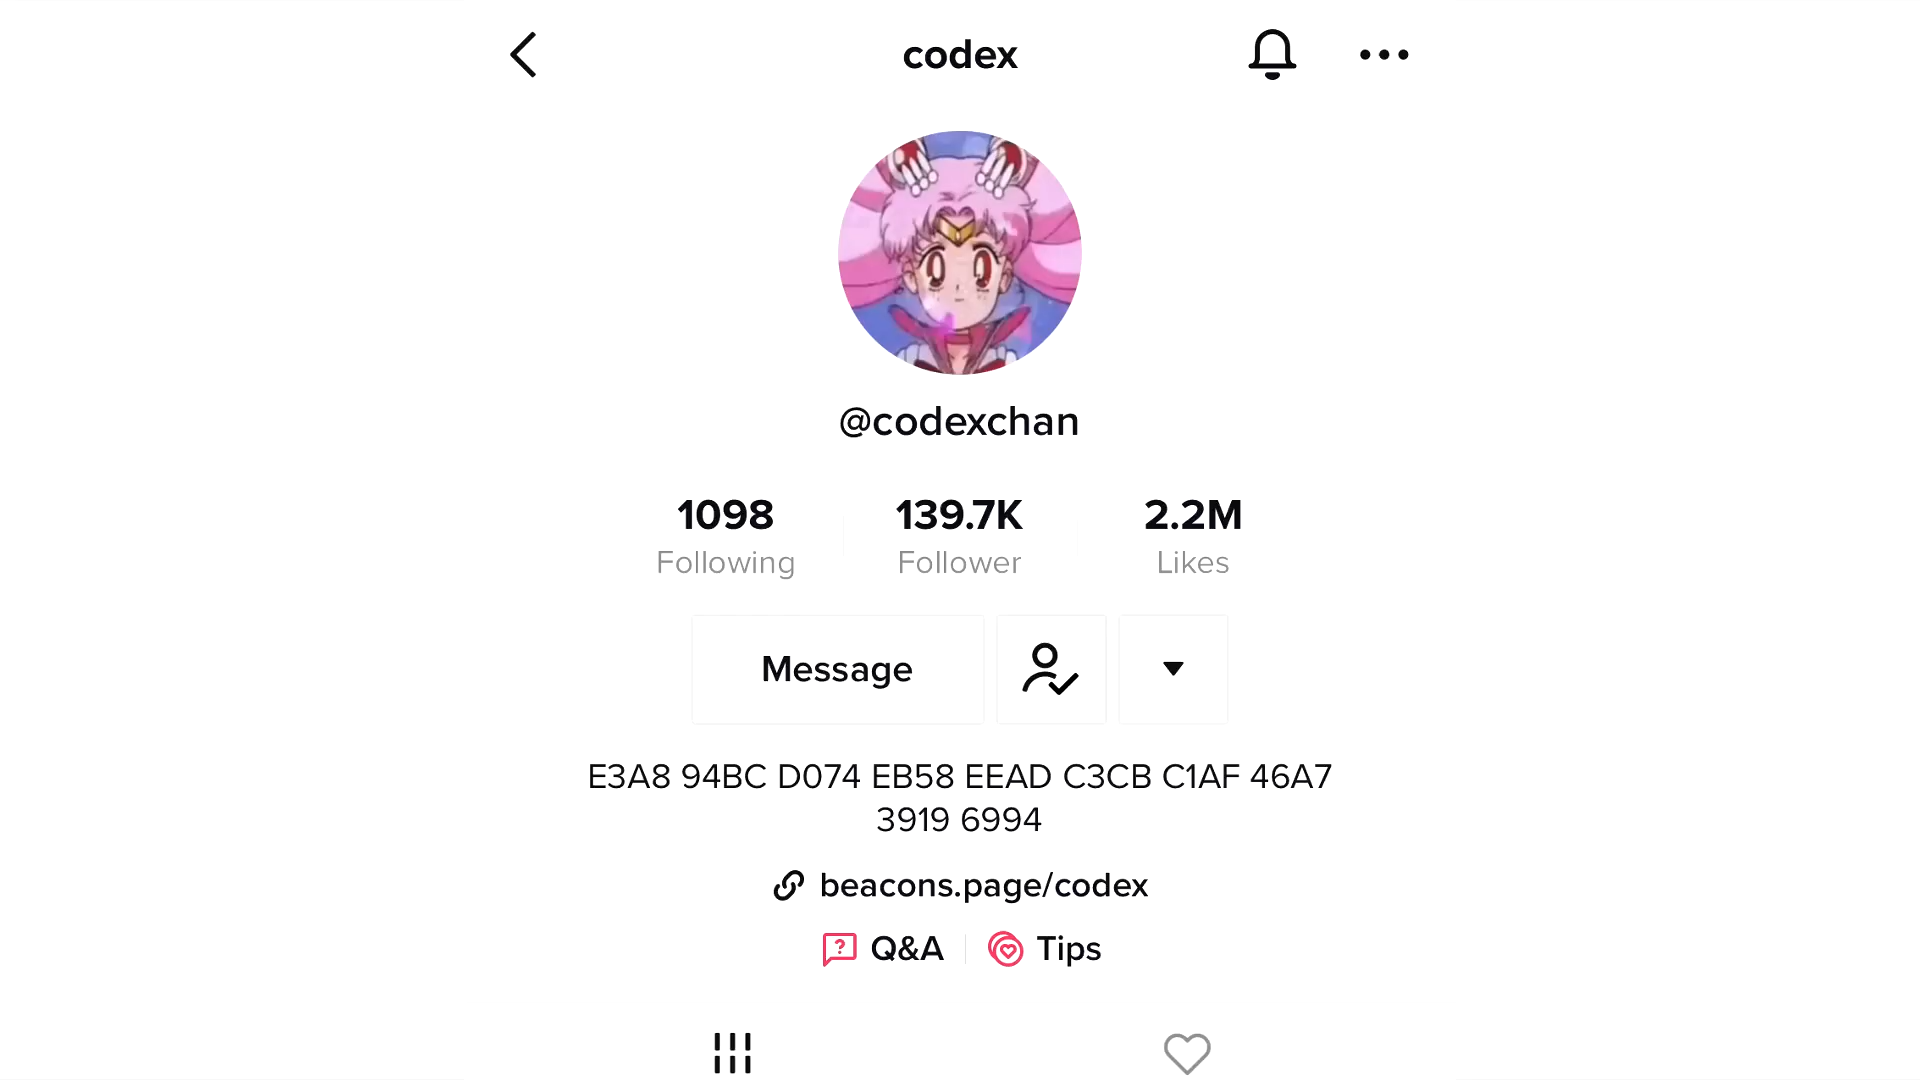 codex
@codexchan
1098 139.7K 2.2M
Following Follower Likes
Message
E3A8 94BC D074 EB58 EEAD C3CB C1AF 46A7
3919 6994
beacons.page/codex
Q&A Tips